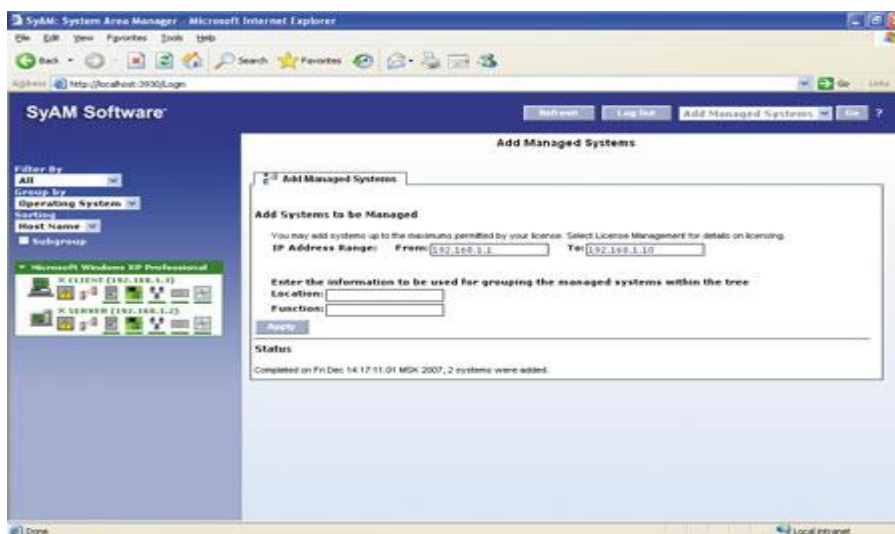 SyAM: System Area Manager - Microsoft Internet Explorer
File Edit View Favorites Tools Help
Back Search Favorites
Address http://localhost:3930/Login Go Links
SyAM Software
Refresh Log Out Add Managed Systems Go ?
Add Managed Systems
Filter By
All
Group by
Operating System
Sorting
Host Name
Subgroup
Microsoft Windows XP Professional
X CLIENT (192.168.1.3)
X SERVER (192.168.1.2)
Add Managed Systems
Add Systems to be Managed
You may add systems up to the maximums permitted by your license. Select License Management for details on licensing.
IP Address Range: From: 192.168.1.1 To: 192.168.1.10
Enter the information to be used for grouping the managed systems within the tree
Location:
Function:
Apply
Status
Completed on Fri Dec 14 17:11:01 MSK 2007, 2 systems were added.
Done Local intranet